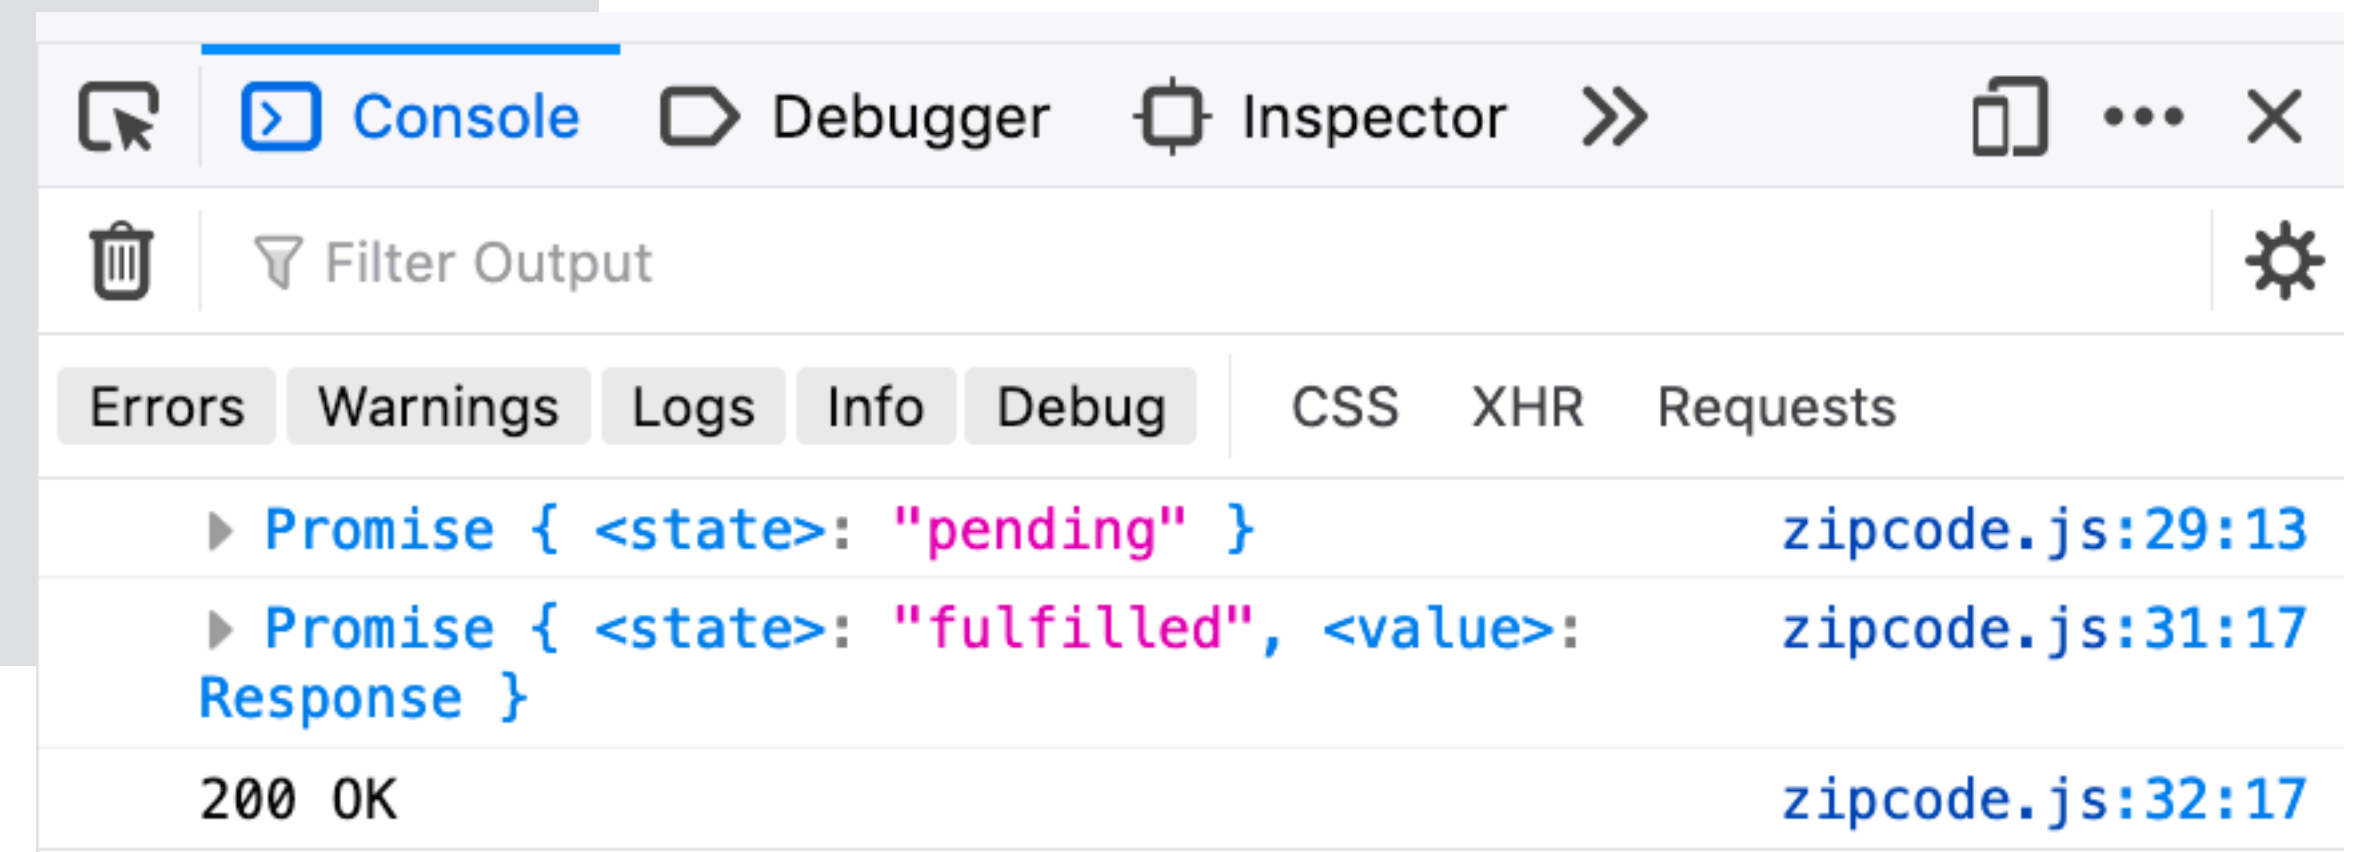 Console Debugger Inspector
Filter Output
Errors Warnings Logs Info Debug CSS XHR Requests
Promise { <state>: "pending" } zipcode.js:29:13
Promise { <state>: "fulfilled", <value>: zipcode.js:31:17
Response }
200 OK zipcode.js:32:17